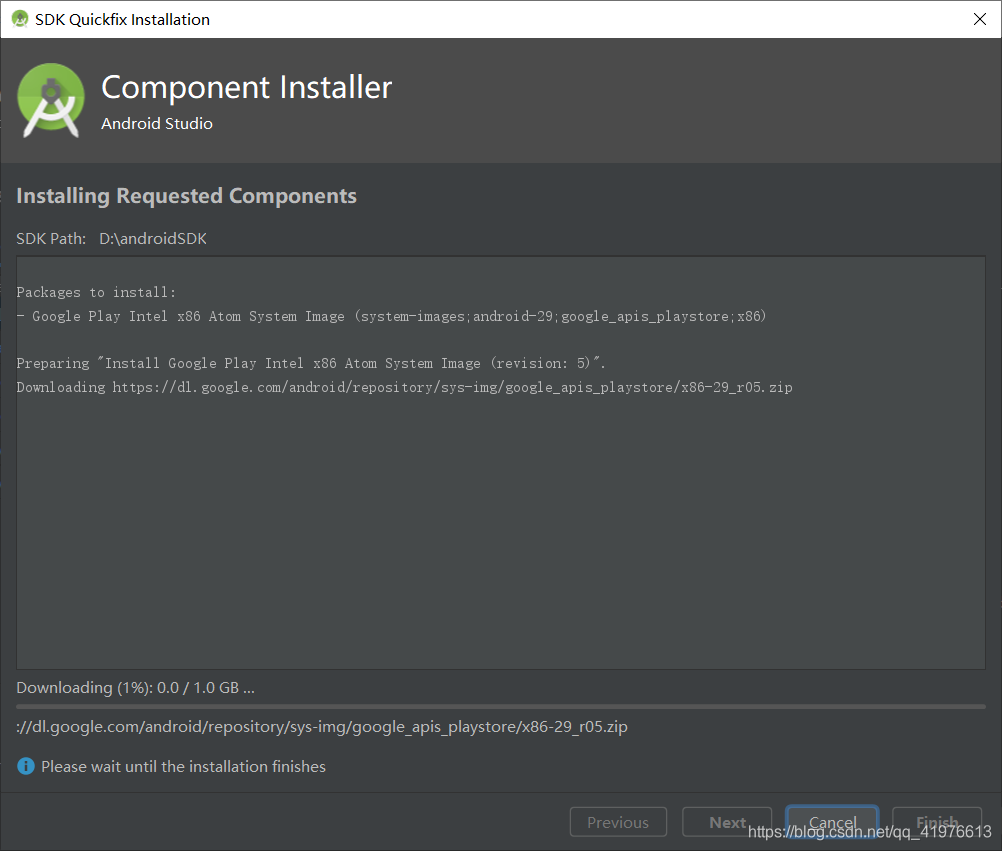 SDK Quickfix Installation
Component Installer
Android Studio
Installing Requested Components
SDK Path: D:\androidSDK
Packages to install:
- Google Play Intel x86 Atom System Image (system-images;android-29;google_apis_playstore;x86)
Preparing "Install Google Play Intel x86 Atom System Image (revision: 5)".
Downloading https://dl.google.com/android/repository/sys-img/google_apis_playstore/x86-29_r05.zip
Downloading (1%): 0.0 / 1.0 GB ...
://dl.google.com/android/repository/sys-img/google_apis_playstore/x86-29_r05.zip
Please wait until the installation finishes
Previous Next Cancel Finish
https://blog.csdn.net/qq_41976613